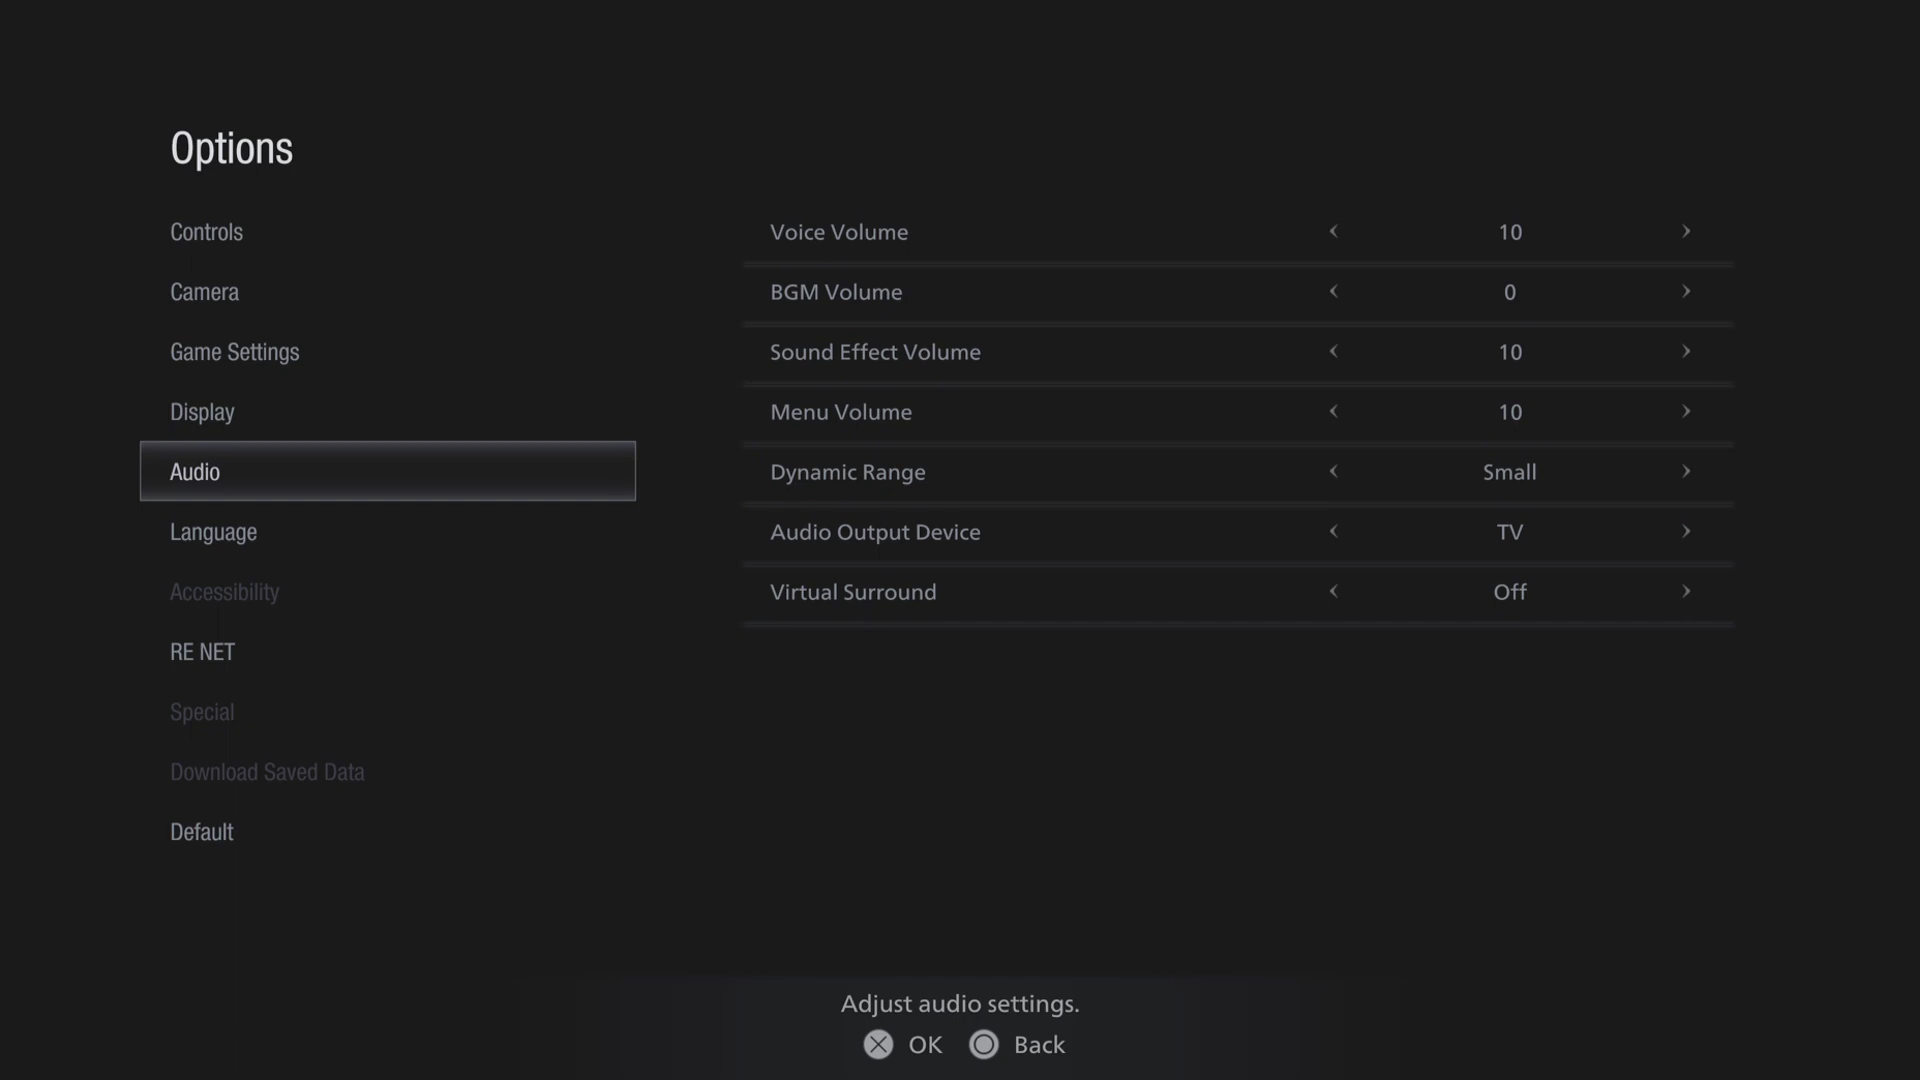 Options
Controls
Camera
Game Settings
Display
Audio
Language
Accessibility
RE NET
Special
Download Saved Data
Default
Voice Volume 10
BGM Volume 0
Sound Effect Volume 10
Menu Volume 10
Dynamic Range Small
Audio Output Device TV
Virtual Surround Off
Adjust audio settings.
OK Back